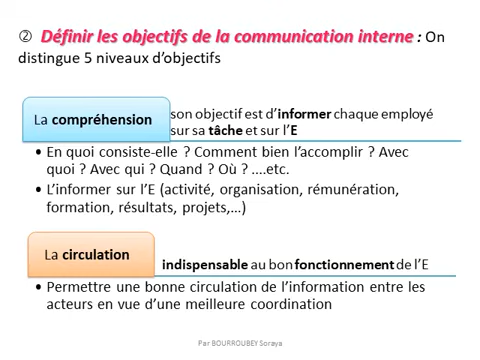 ② Définir les objectifs de la communication interne : On
distingue 5 niveaux d'objectifs
La compréhension
son objectif est d'informer chaque employé
sur sa tâche et sur l'E
• En quoi consiste-elle ? Comment bien l'accomplir ? Avec
quoi ? Avec qui ? Quand ? Où ? ....etc.
• L'informer sur l'E (activité, organisation, rémunération,
formation, résultats, projets,...)
La circulation
indispensable au bon fonctionnement de l'E
• Permettre une bonne circulation de l'information entre les
acteurs en vue d'une meilleure coordination
Par BOURROUBEY Soraya